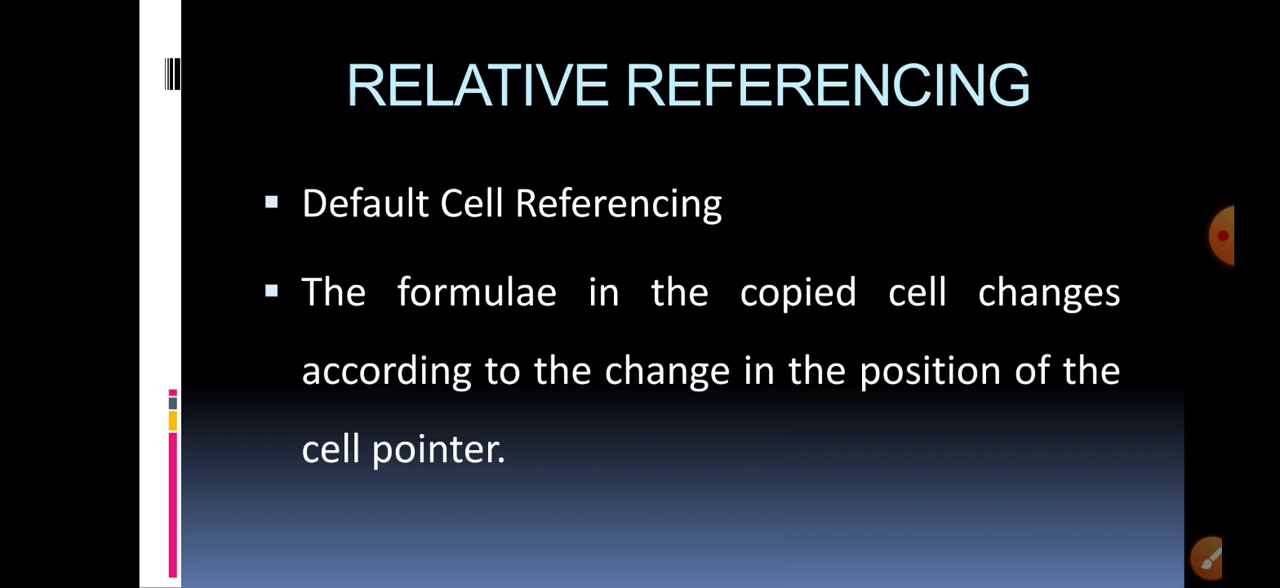 RELATIVE REFERENCING
Default Cell Referencing
The formulae in the copied cell changes
according to the change in the position of the
cell pointer.